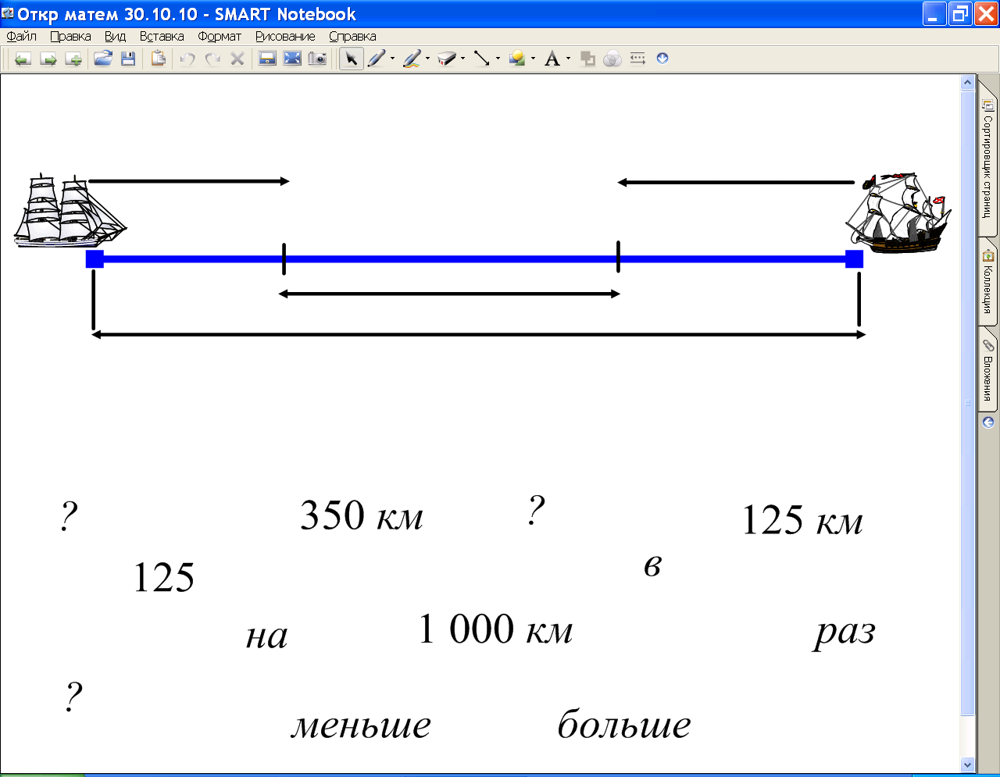 Откр матем 30.10.10 - SMART Notebook
Файл Правка Вид Вставка Формат Рисование Справка
Сортировщик страниц
Коллекция
Вложения
? 350 км ? 125 км
125 в
на 1 000 км раз
?
меньше больше